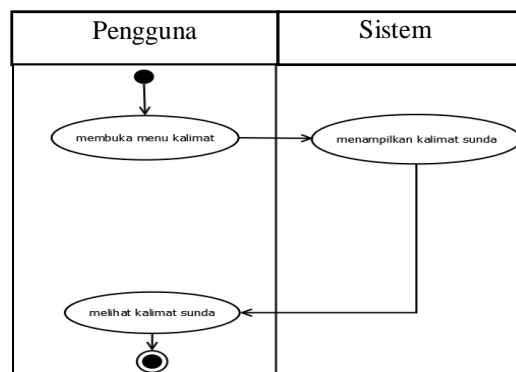 Pengguna
Sistem
membuka menu kalimat
menampilkan kalimat sunda
melihat kalimat sunda